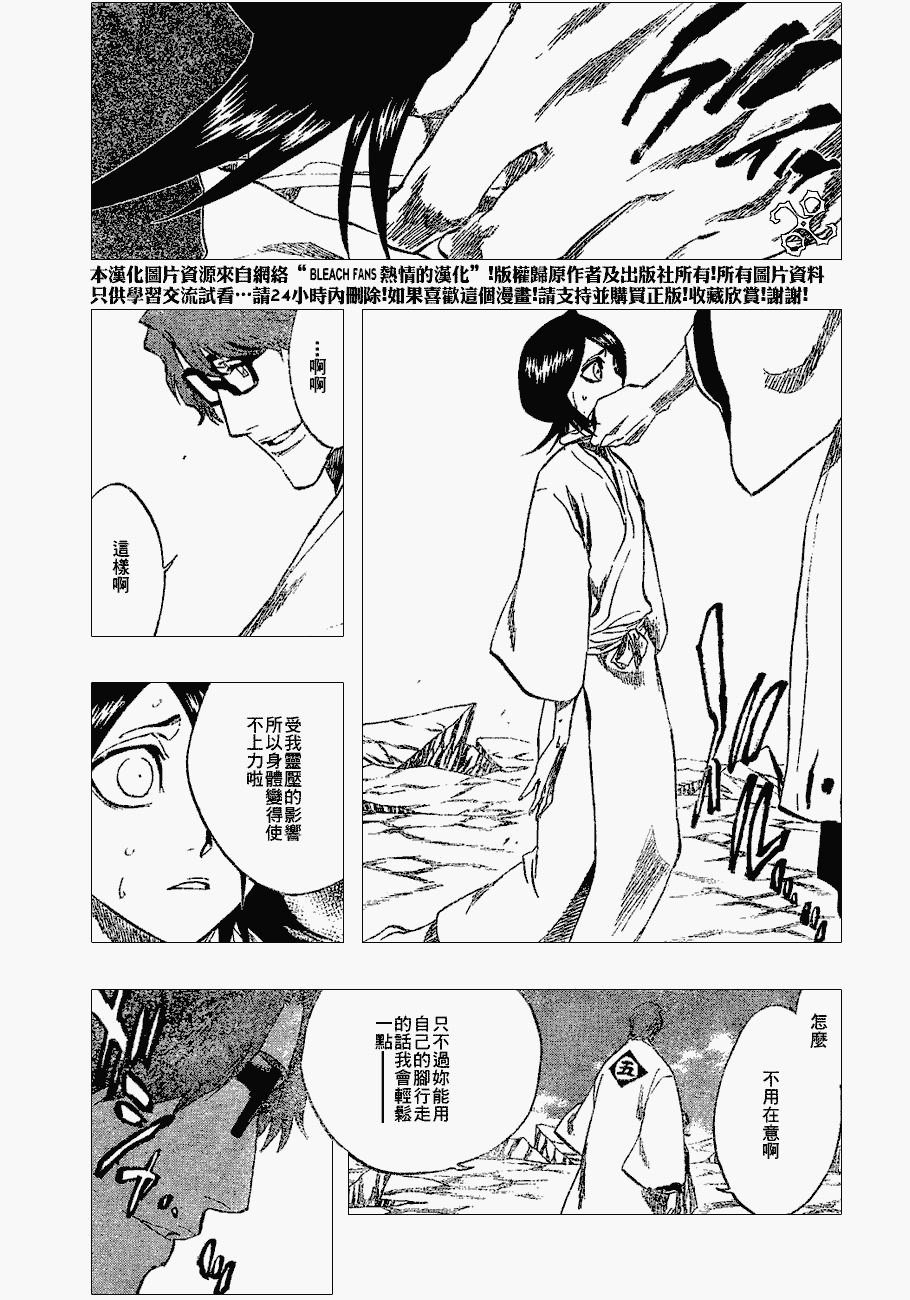 本漢化圖片資源來自網絡“BLEACH FANS 熱情的漢化”!版權歸原作者及出版社所有!所有圖片資料
只供學習交流試看…請24小時內刪除!如果喜歡這個漫畫!請支持並購買正版!收藏欣賞!謝謝!
…啊啊
這樣啊
受我靈壓的影響
所以身體變得使
不上力啦
怎麼
不用在意啊
五
只不過妳能用
自己的腳行走
的話我會輕鬆
一點——